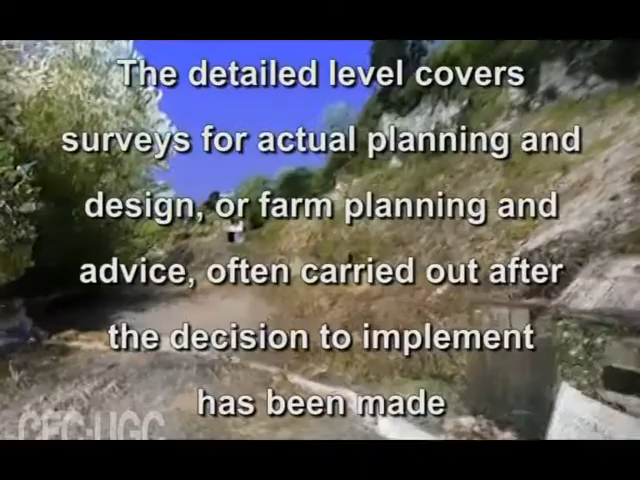 The detailed level covers
surveys for actual planning and
design, or farm planning and
advice, often carried out after
the decision to implement
has been made
CEC-UGC